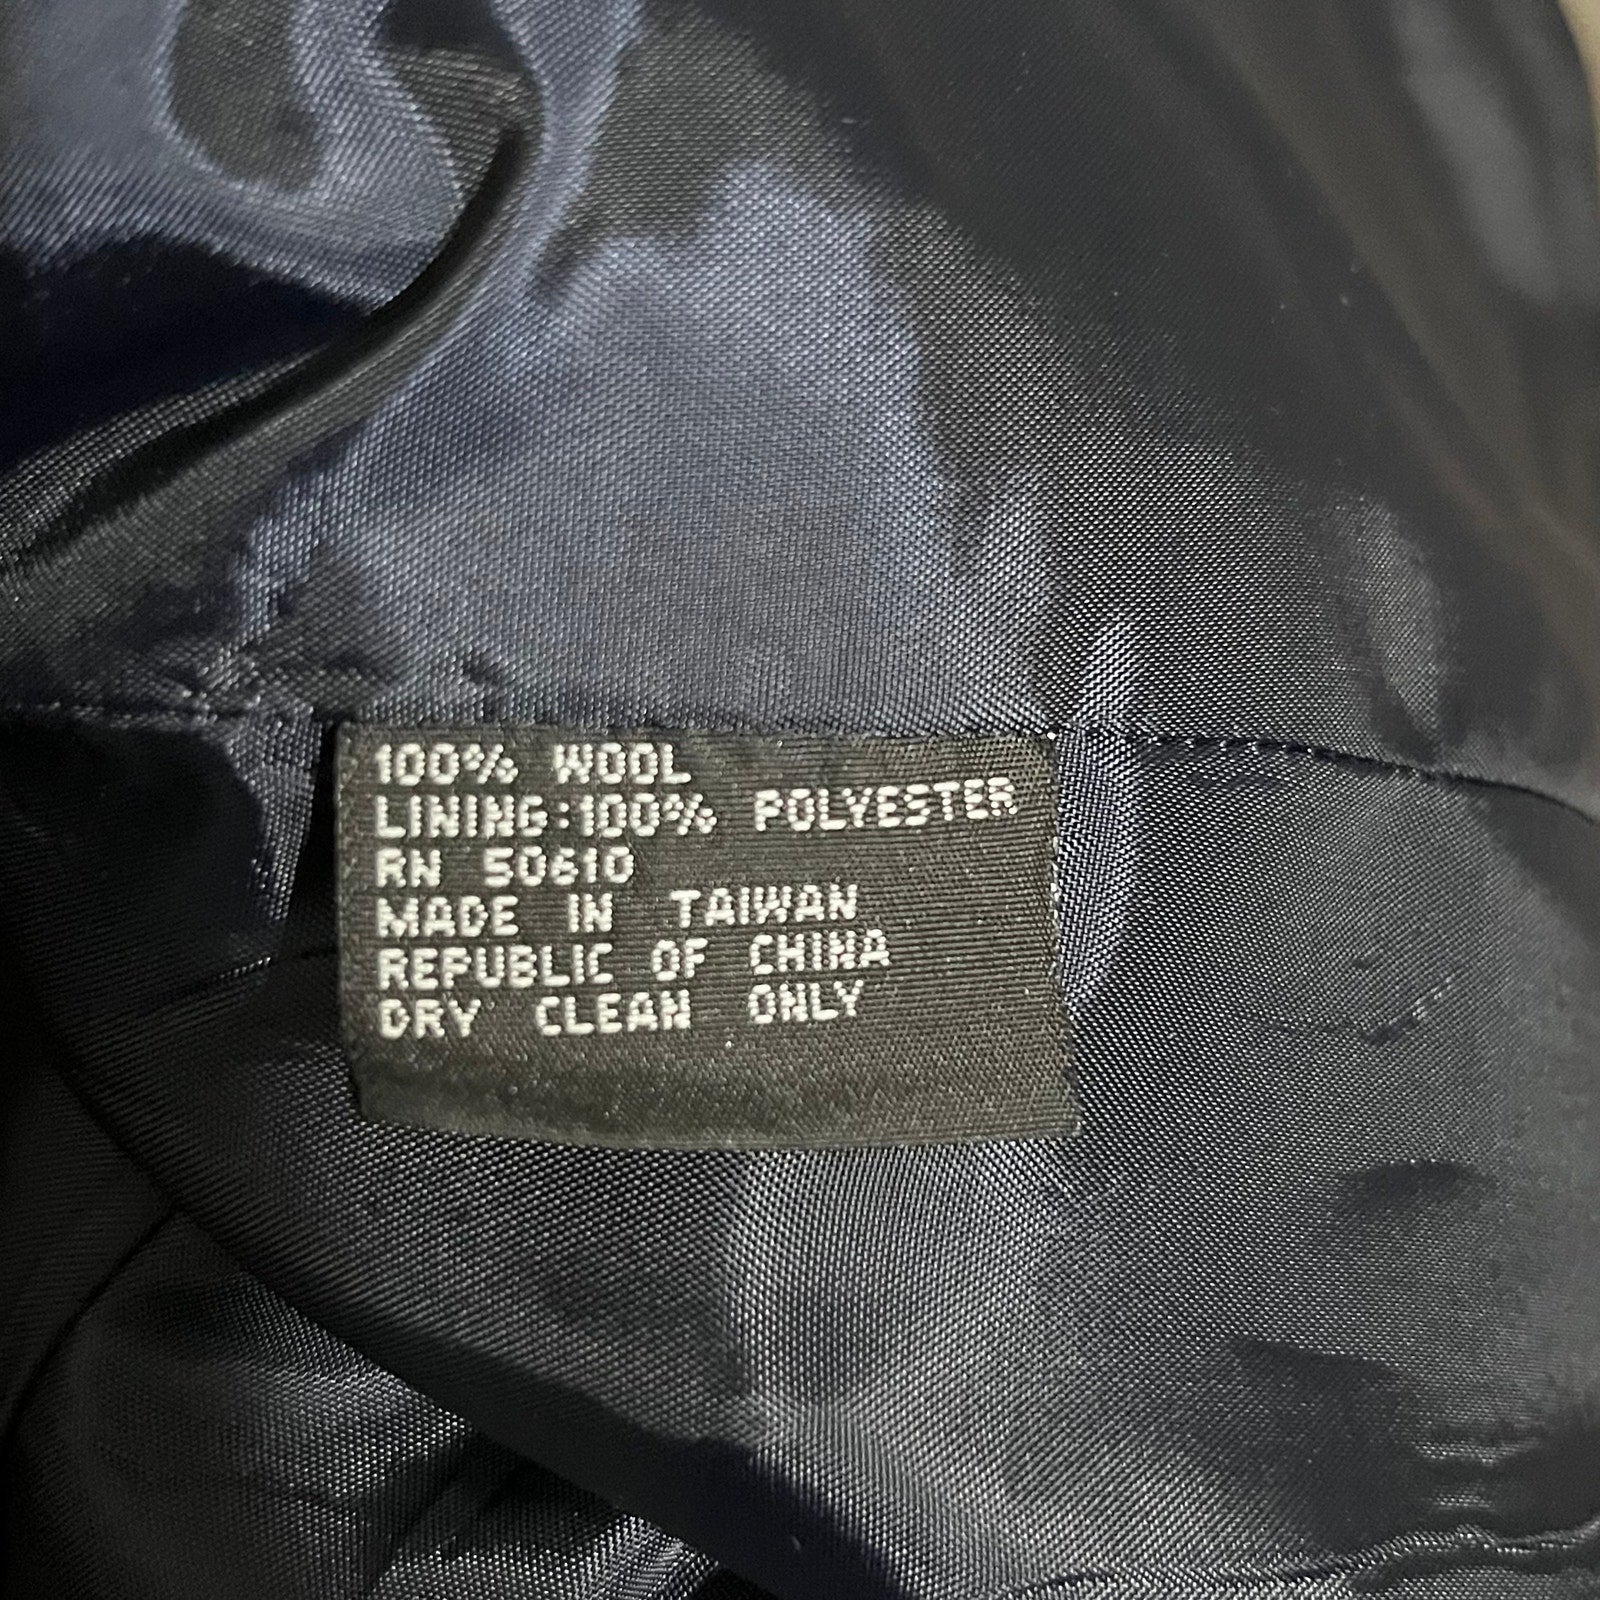 100% WOOL
LINING:100% POLYESTER
RN 50610
MADE IN TAIWAN
REPUBLIC OF CHINA
DRY CLEAN ONLY